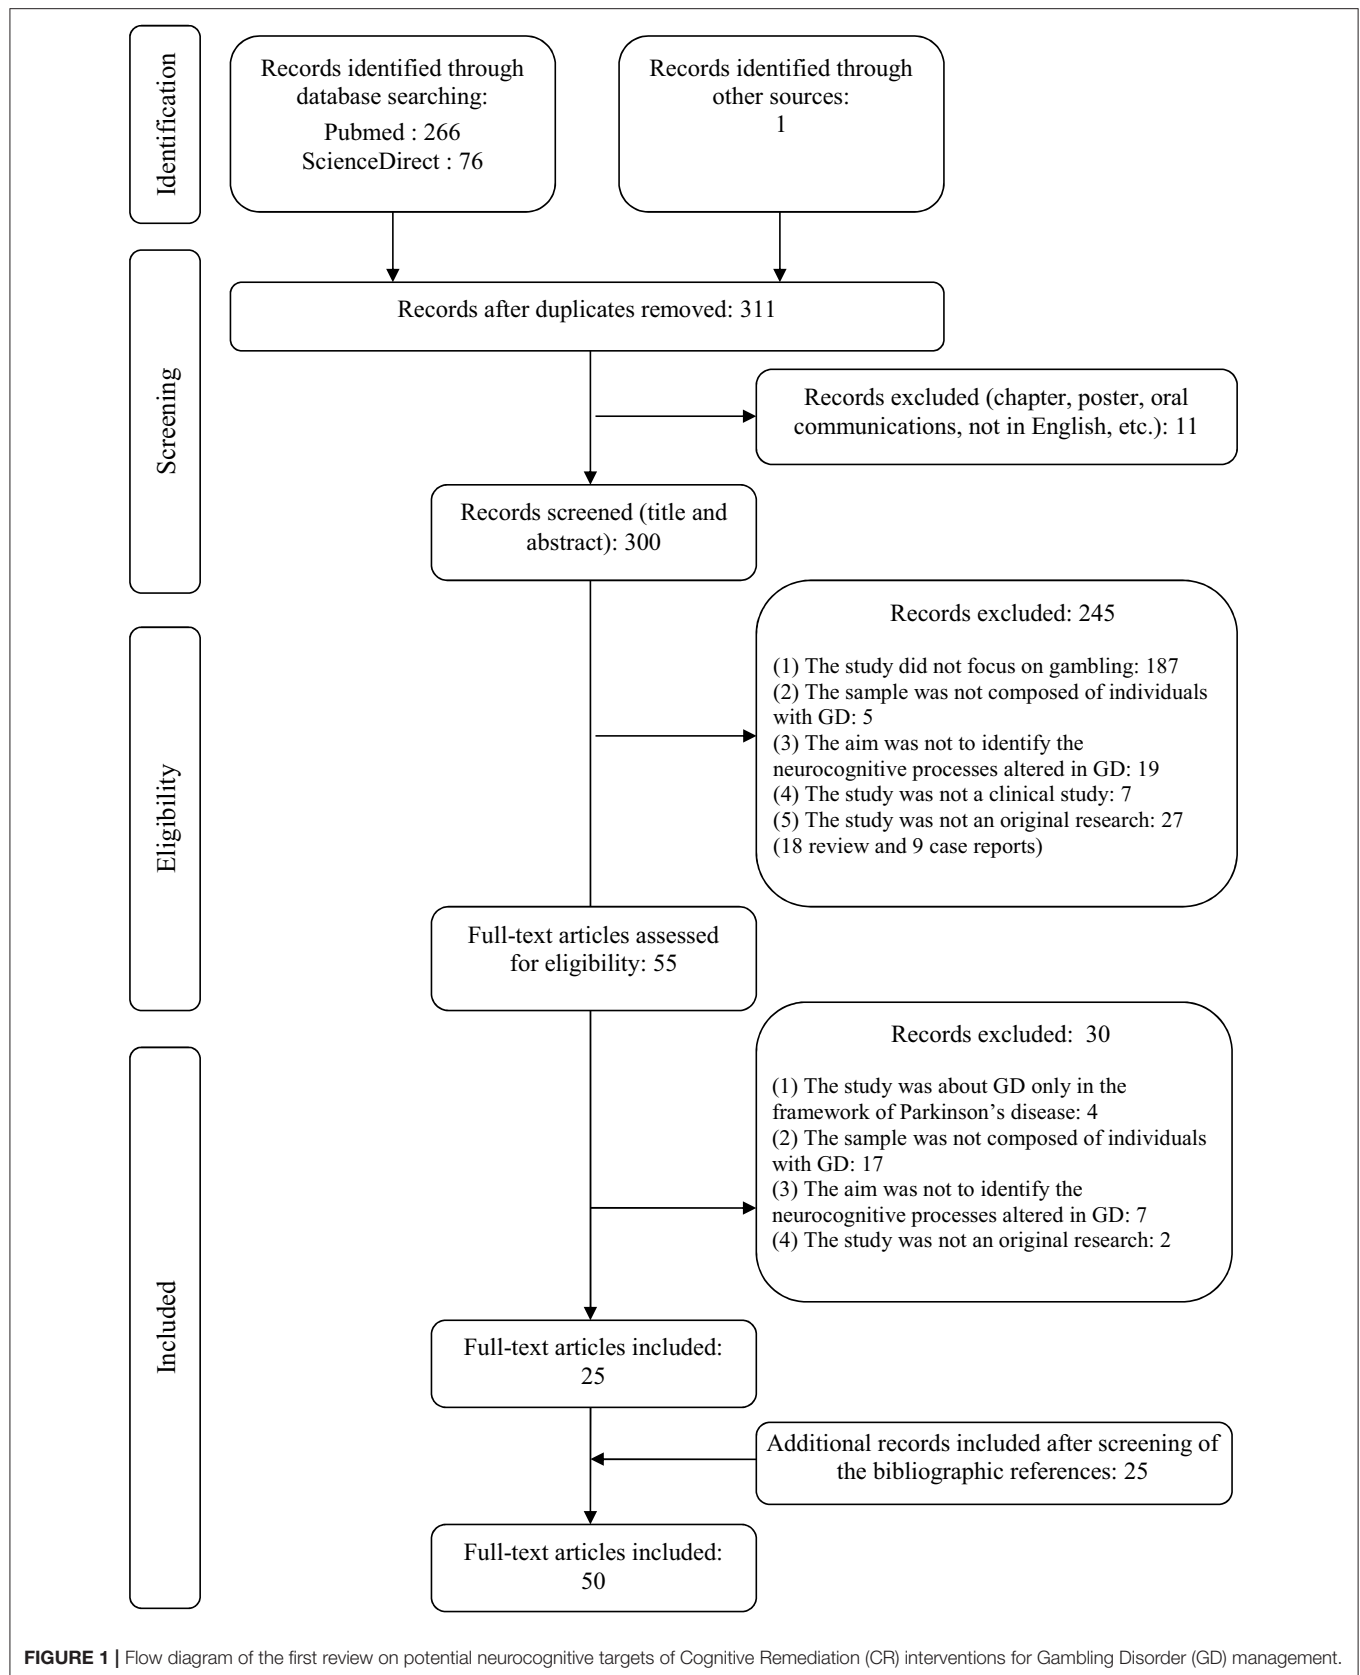 Identification
Records identified through
database searching:
Pubmed : 266
ScienceDirect : 76
Records identified through
other sources:
1
Screening
Records after duplicates removed: 311
Records excluded (chapter, poster, oral
communications, not in English, etc.): 11
Records screened (title and
abstract): 300
Eligibility
Records excluded: 245
(1) The study did not focus on gambling: 187
(2) The sample was not composed of individuals
with GD: 5
(3) The aim was not to identify the
neurocognitive processes altered in GD: 19
(4) The study was not a clinical study: 7
(5) The study was not an original research: 27
(18 review and 9 case reports)
Full-text articles assessed
for eligibility: 55
Included
Records excluded: 30
(1) The study was about GD only in the
framework of Parkinson's disease: 4
(2) The sample was not composed of individuals
with GD: 17
(3) The aim was not to identify the
neurocognitive processes altered in GD: 7
(4) The study was not an original research: 2
Full-text articles included:
25
Additional records included after screening of
the bibliographic references: 25
Full-text articles included:
50
FIGURE 1 | Flow diagram of the first review on potential neurocognitive targets of Cognitive Remediation (CR) interventions for Gambling Disorder (GD) management.